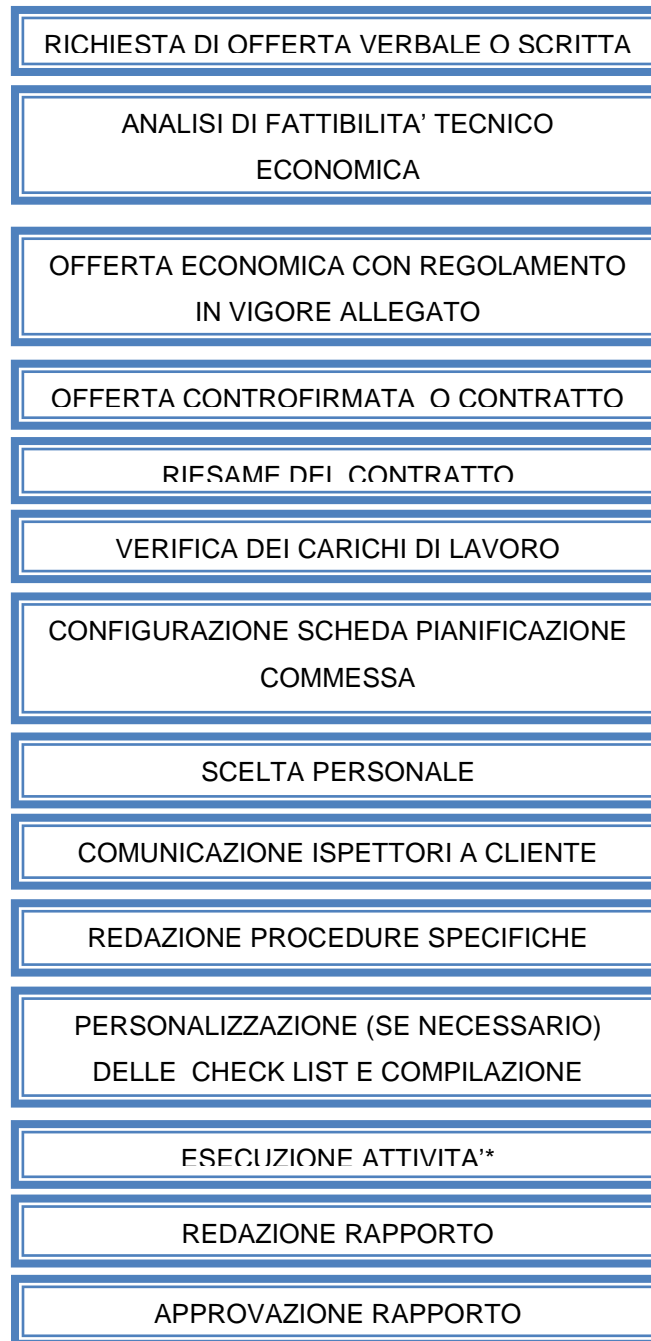 RICHIESTA DI OFFERTA VERBALE O SCRITTA
ANALISI DI FATTIBILITA’ TECNICO
ECONOMICA
OFFERTA ECONOMICA CON REGOLAMENTO
IN VIGORE ALLEGATO
OFFERTA CONTROFIRMATA O CONTRATTO
RIESAME DEL CONTRATTO
VERIFICA DEI CARICHI DI LAVORO
CONFIGURAZIONE SCHEDA PIANIFICAZIONE
COMMESSA
SCELTA PERSONALE
COMUNICAZIONE ISPETTORI A CLIENTE
REDAZIONE PROCEDURE SPECIFICHE
PERSONALIZZAZIONE (SE NECESSARIO)
DELLE CHECK LIST E COMPILAZIONE
ESECUZIONE ATTIVITA’*
REDAZIONE RAPPORTO
APPROVAZIONE RAPPORTO